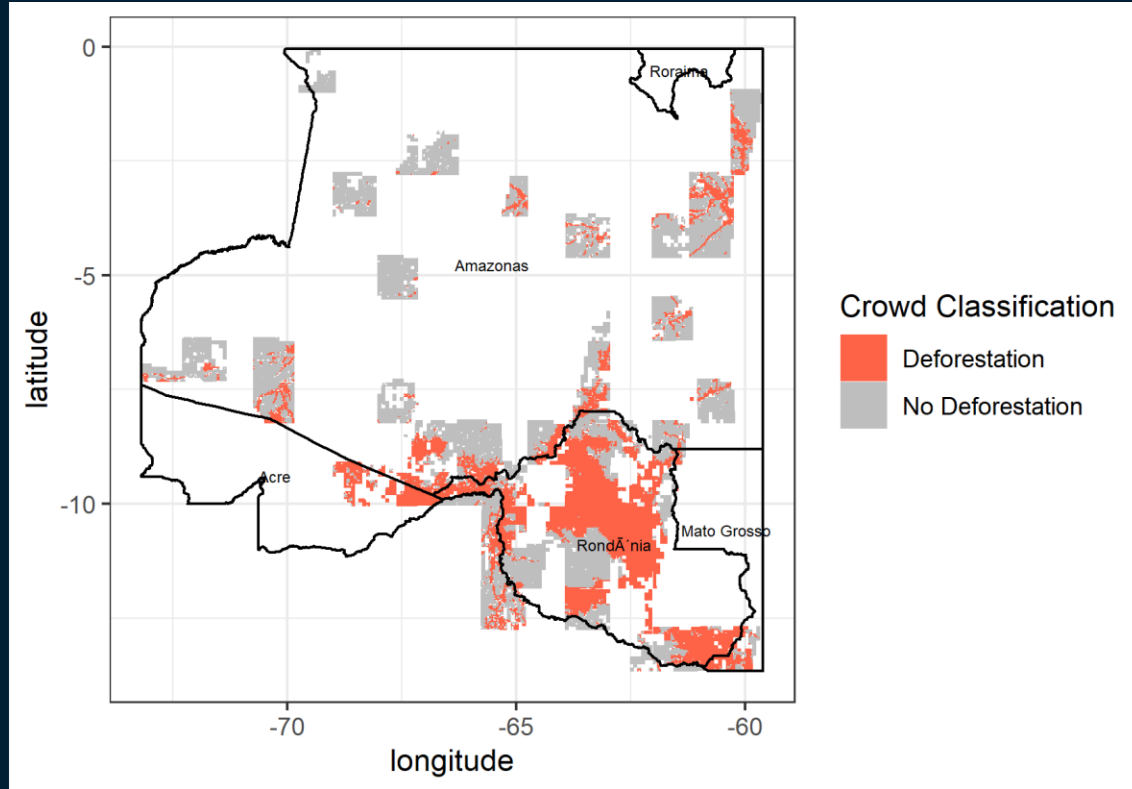 0
Roraima
Amazonas
-5
latitude
Crowd Classification
Deforestation
No Deforestation
Acre
-10
Mato Grosso
RondÃ´nia
-70
-65
-60
longitude